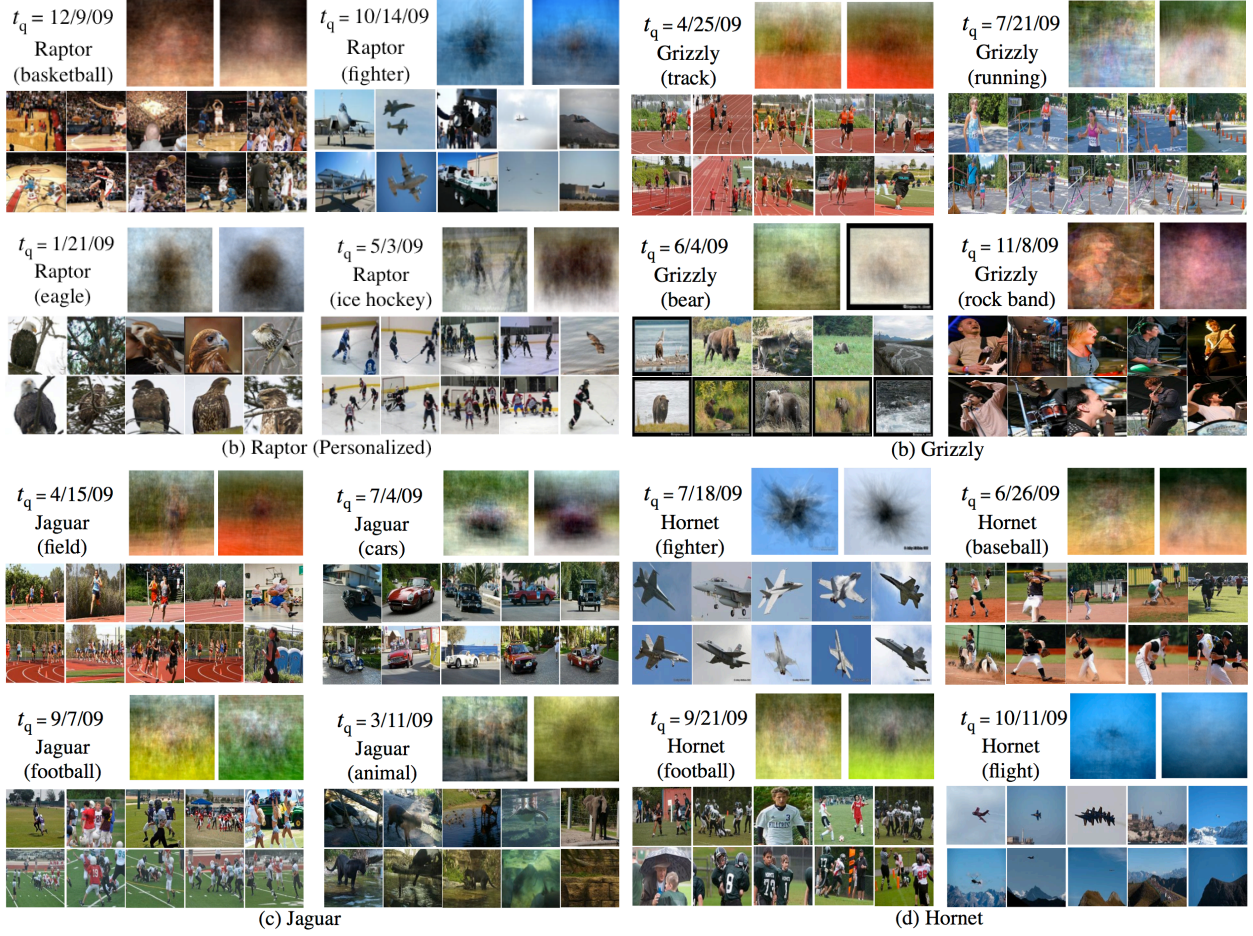 t_q = 12/9/09
Raptor
(basketball)
t_q = 10/14/09
Raptor
(fighter)
t_q = 1/21/09
Raptor
(eagle)
t_q = 5/3/09
Raptor
(ice hockey)
(b) Raptor (Personalized)
t_q = 4/25/09
Grizzly
(track)
t_q = 7/21/09
Grizzly
(running)
t_q = 6/4/09
Grizzly
(bear)
t_q = 11/8/09
Grizzly
(rock band)
(b) Grizzly
t_q = 4/15/09
Jaguar
(field)
t_q = 7/4/09
Jaguar
(cars)
t_q = 9/7/09
Jaguar
(football)
t_q = 3/11/09
Jaguar
(animal)
(c) Jaguar
t_q = 7/18/09
Hornet
(fighter)
t_q = 6/26/09
Hornet
(baseball)
t_q = 9/21/09
Hornet
(football)
t_q = 10/11/09
Hornet
(flight)
(d) Hornet